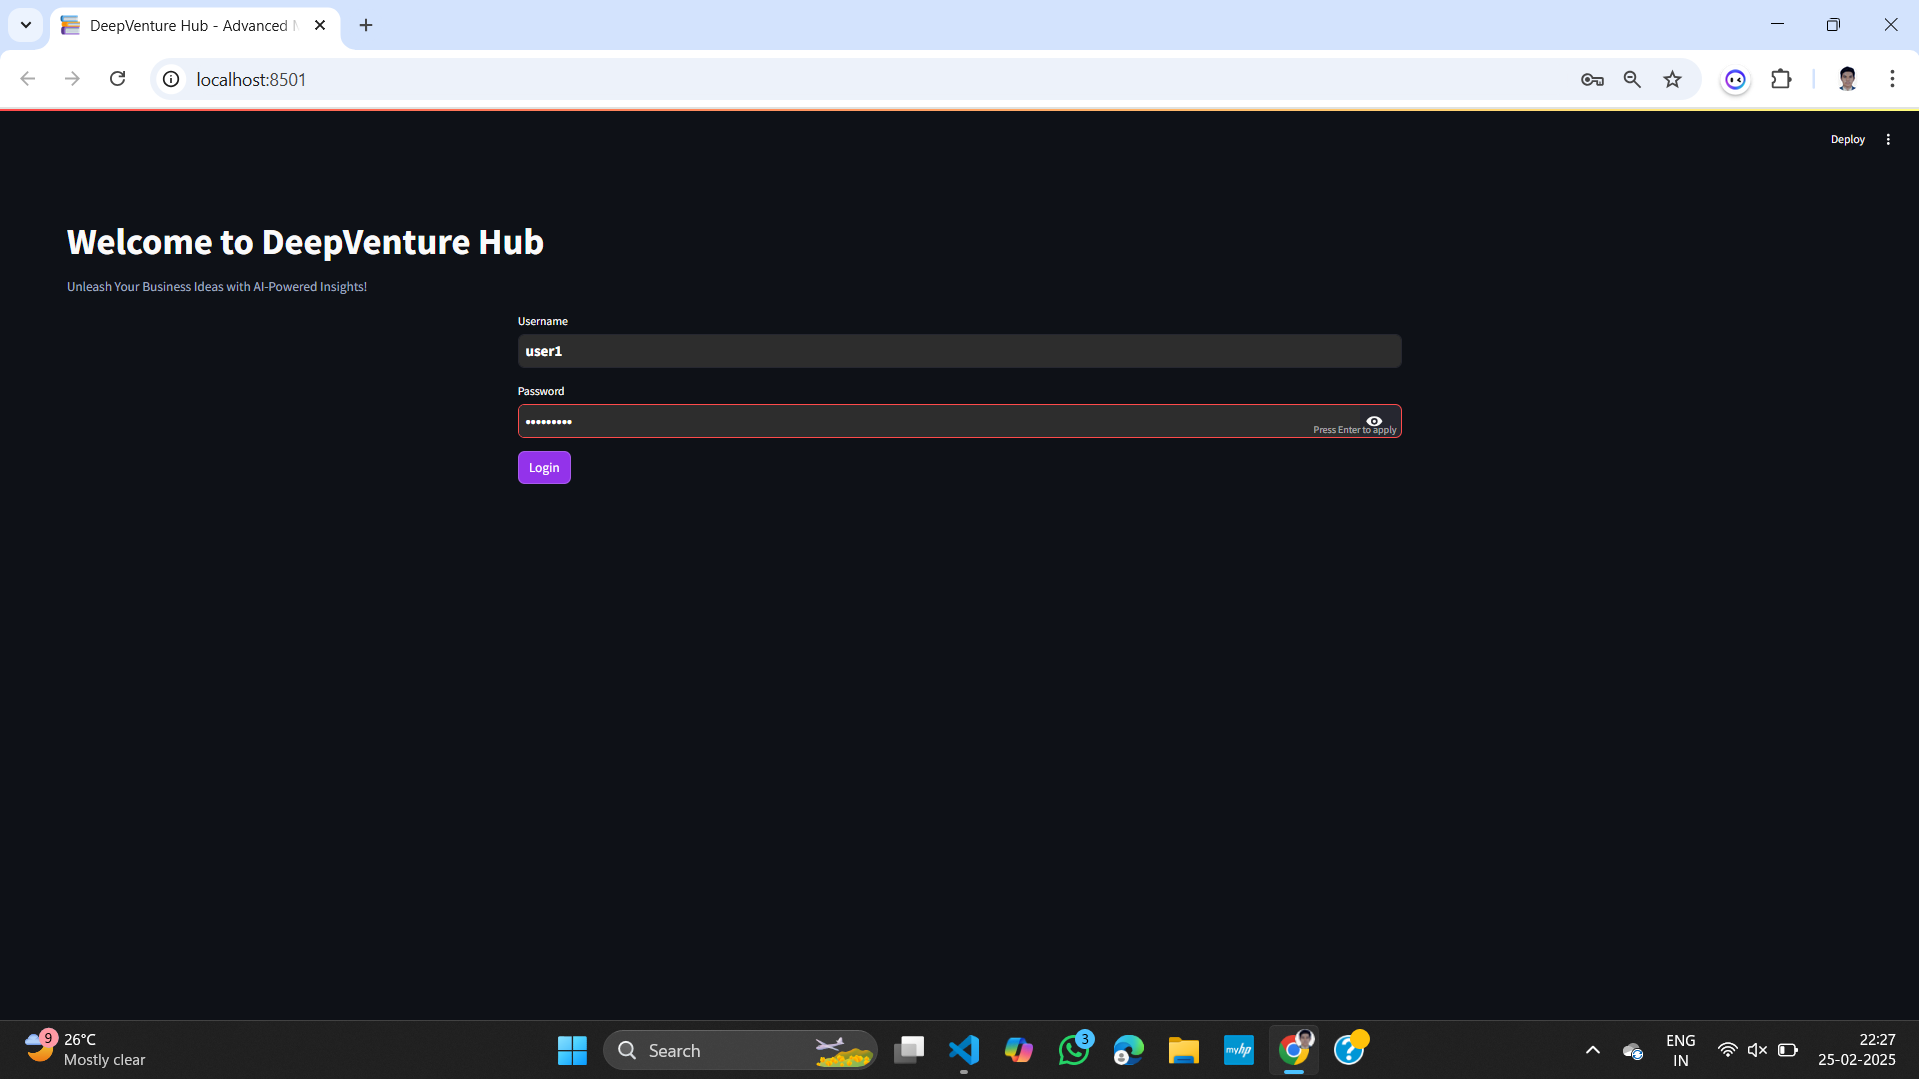 DeepVenture Hub - Advanced
localhost:8501
Deploy
Welcome to DeepVenture Hub
Unleash Your Business Ideas with AI-Powered Insights!
Username
user1
Password
•••••••••
Press Enter to apply
Login
9
26°C
Mostly clear
Search
3
myhp
?
ENG
IN
22:27
25-02-2025